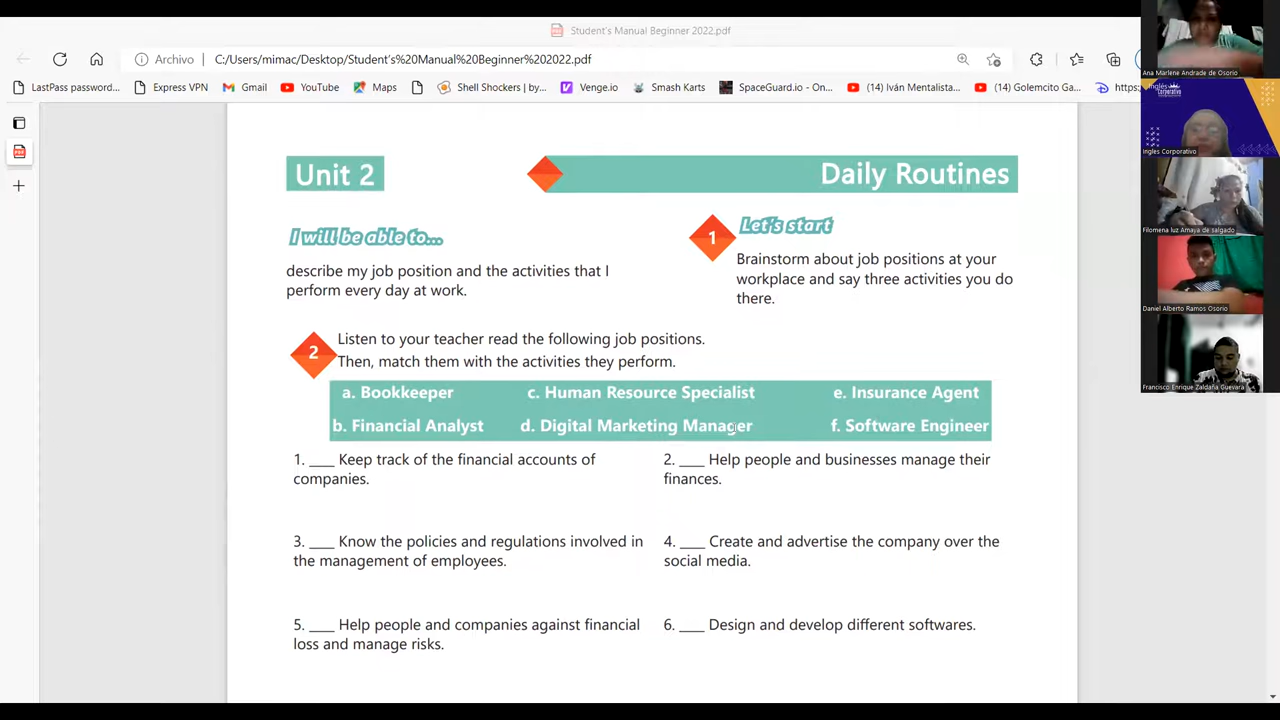 Student's Manual Beginner 2022.pdf
Archivo
C:/Users/mimac/Desktop/Student's%20Manual%20Beginner%202022.pdf
LastPass password...
Express VPN
Gmail
YouTube
Maps
Shell Shockers | by...
Venge.io
Smash Karts
SpaceGuard.io - On...
(14) Iván Mentalista...
(14) Golemcito Ga...
https:
Unit 2
Daily Routines
I will be able to...
describe my job position and the activities that I
perform every day at work.
1
Let's start
Brainstorm about job positions at your
workplace and say three activities you do
there.
2
Listen to your teacher read the following job positions.
Then, match them with the activities they perform.
a. Bookkeeper
c. Human Resource Specialist
e. Insurance Agent
b. Financial Analyst
d. Digital Marketing Manager
f. Software Engineer
1. ___ Keep track of the financial accounts of
companies.
2. ___ Help people and businesses manage their
finances.
3. ___ Know the policies and regulations involved in
the management of employees.
4. ___ Create and advertise the company over the
social media.
5. ___ Help people and companies against financial
loss and manage risks.
6. ___ Design and develop different softwares.
Ana Marlene Andrade de Osorio
Ingles Corporativo
Filomena luz Amaya de salgado
Daniel Alberto Ramos Osorio
Francisco Enrique Zaldaña Guevara